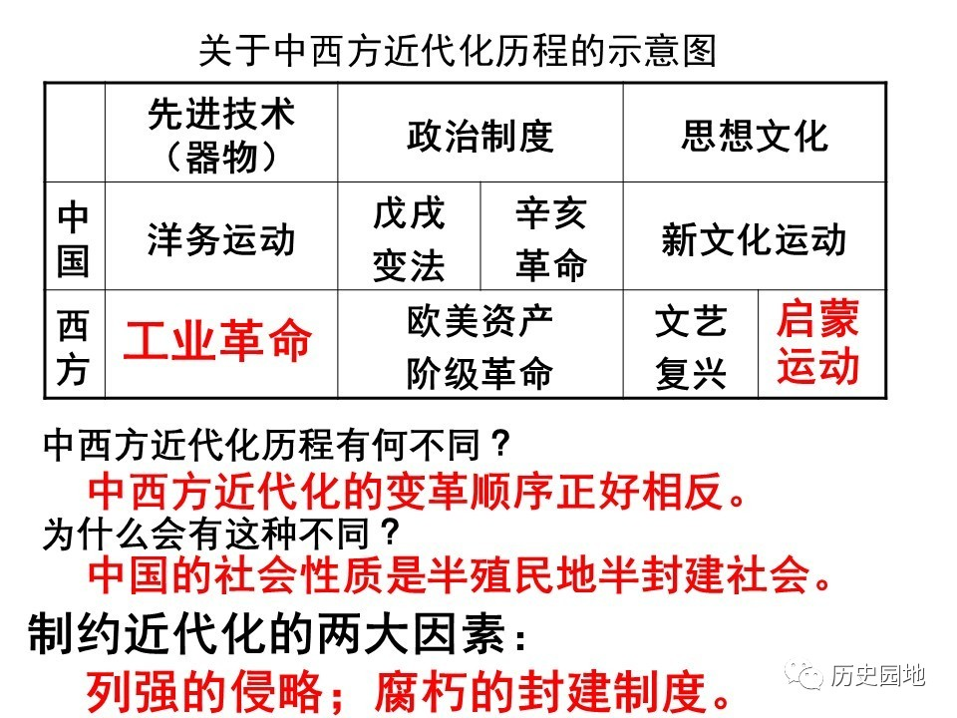 关于中西方近代化历程的示意图
先进技术
（器物）
政治制度
思想文化
中
国
洋务运动
戊戌
变法
辛亥
革命
新文化运动
西
方
工业革命
欧美资产
阶级革命
文艺
复兴
启蒙
运动
中西方近代化历程有何不同？
中西方近代化的变革顺序正好相反。
为什么会有这种不同？
中国的社会性质是半殖民地半封建社会。
制约近代化的两大因素：
列强的侵略；腐朽的封建制度。
历史园地